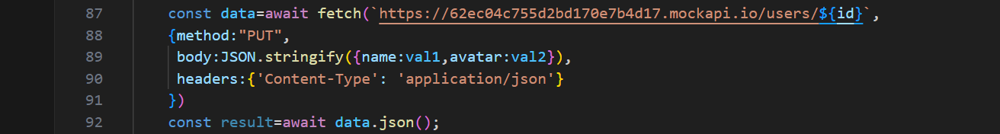 87 const data=await fetch(`https://62ec04c755d2bd170e7b4d17.mockapi.io/users/${id}`,
88 {method:"PUT",
89 body:JSON.stringify({name:val1,avatar:val2}),
90 headers:{'Content-Type': 'application/json'}
91 })
92 const result=await data.json();